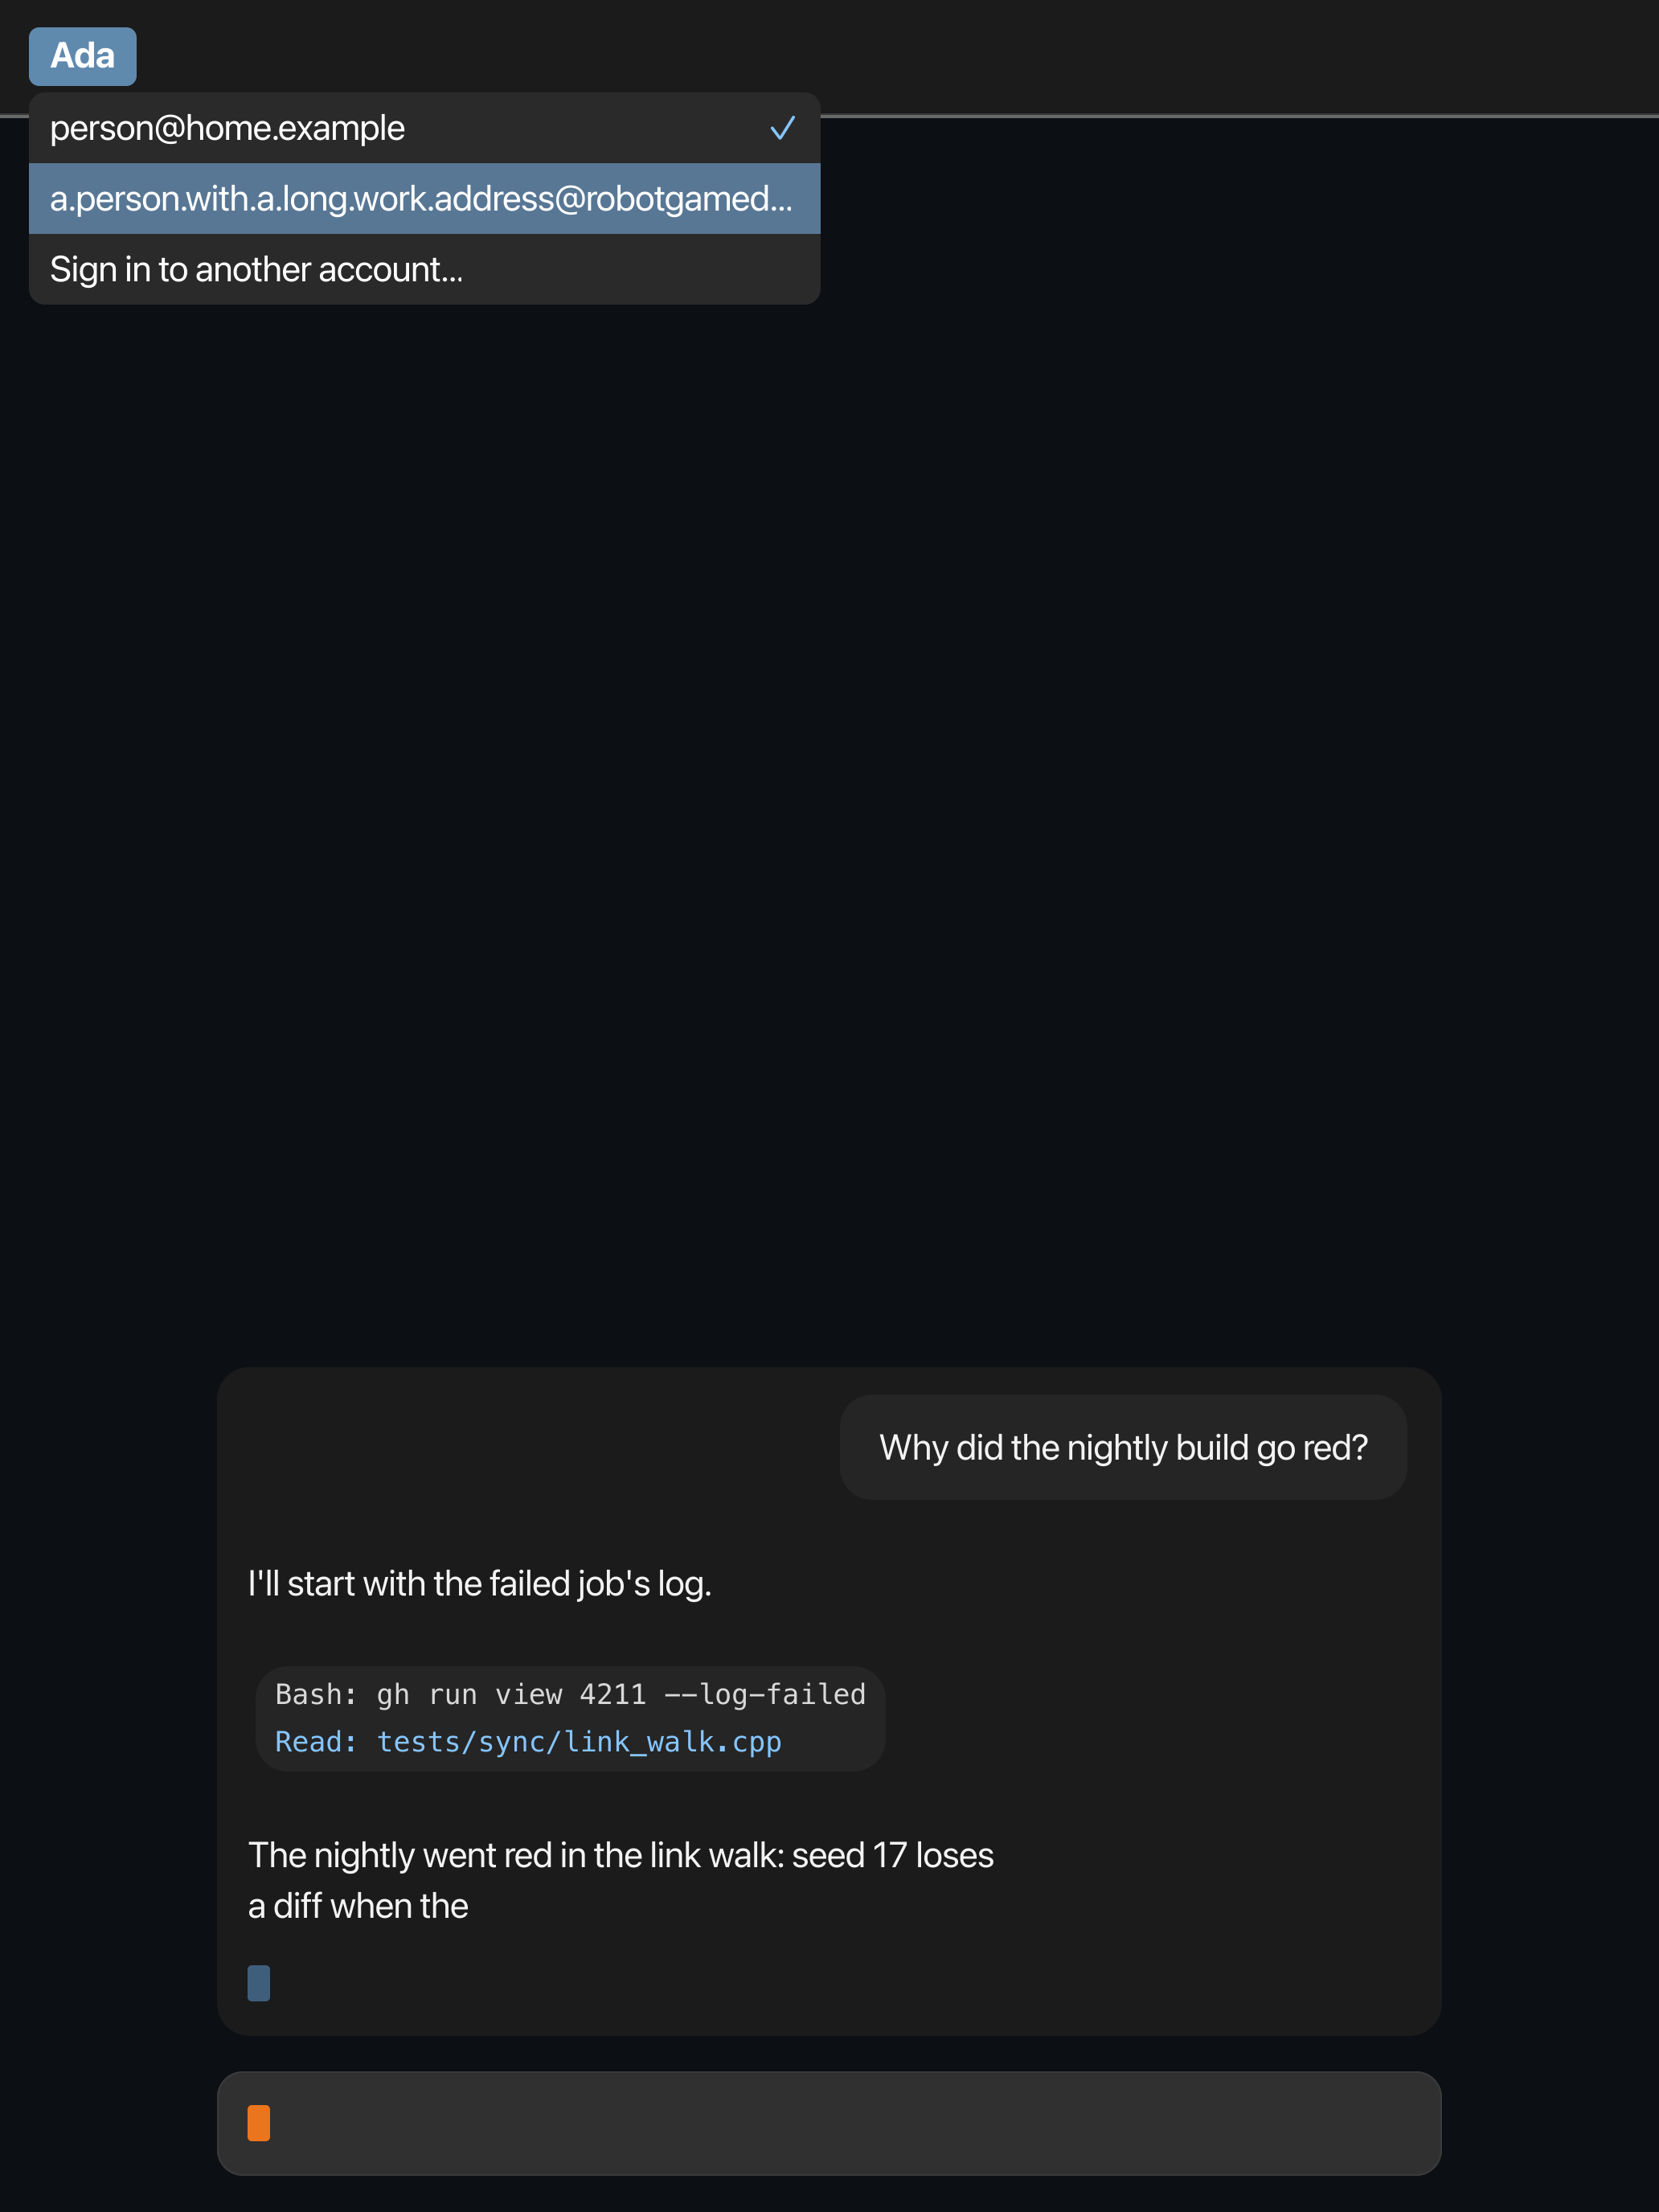 Ada
person@home.example
a.person.with.a.long.work.address@robotgamed...
Sign in to another account...
Why did the nightly build go red?
I'll start with the failed job's log.
Bash: gh run view 4211 --log-failed
Read: tests/sync/link_walk.cpp
The nightly went red in the link walk: seed 17 loses
a diff when the